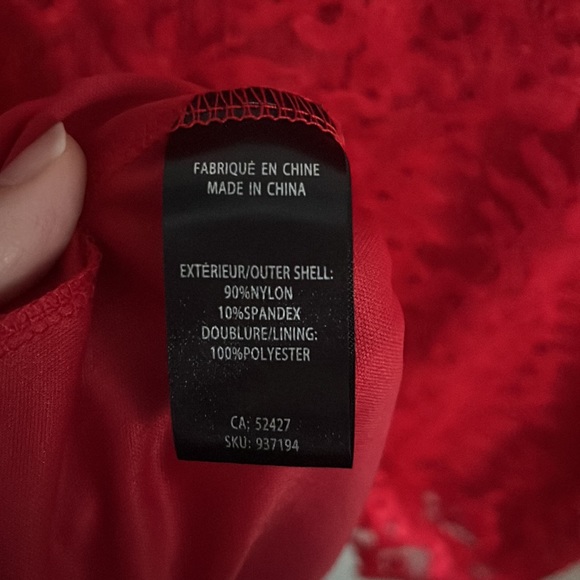 FABRIQUÉ EN CHINE
MADE IN CHINA
EXTÉRIEUR/OUTER SHELL:
90%NYLON
10%SPANDEX
DOUBLURE/LINING:
100%POLYESTER
CA: 52427
SKU: 937194